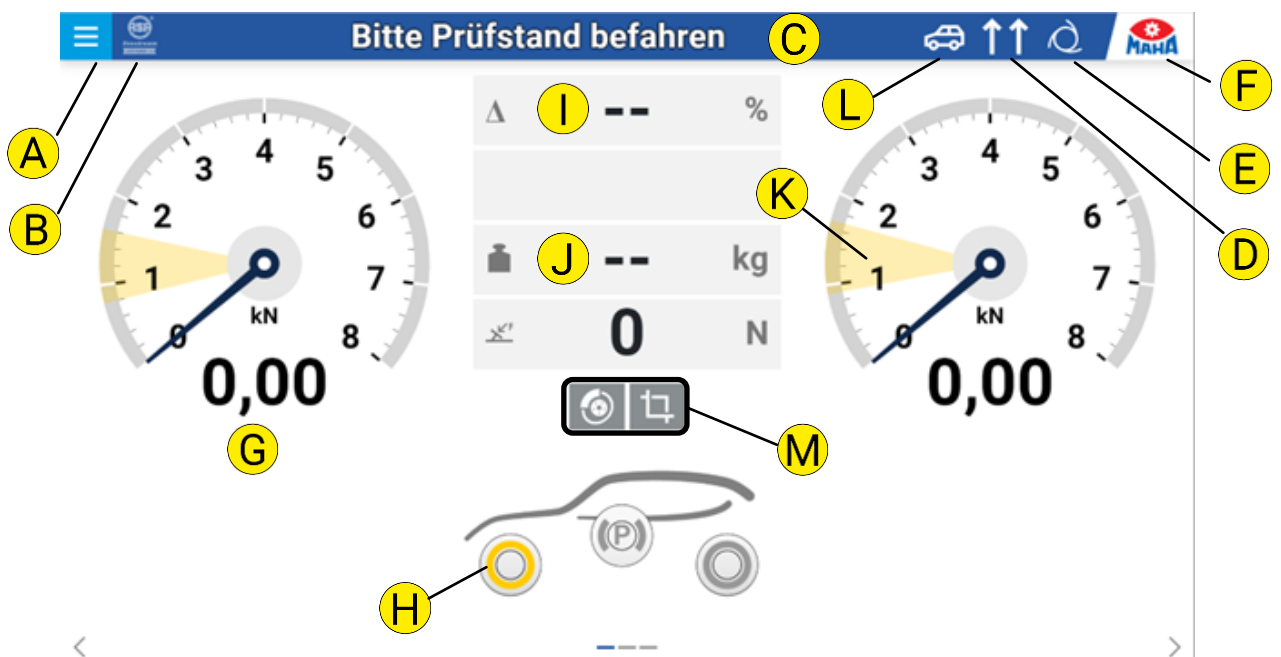 Bitte Prüfstand befahren
C
MAHA
L
F
A
B
E
D
Δ
I
--
%
K
J
--
kg
0
N
0
1
2
3
4
5
6
7
8
kN
0,00
G
0
1
2
3
4
5
6
7
8
kN
0,00
M
(P)
H